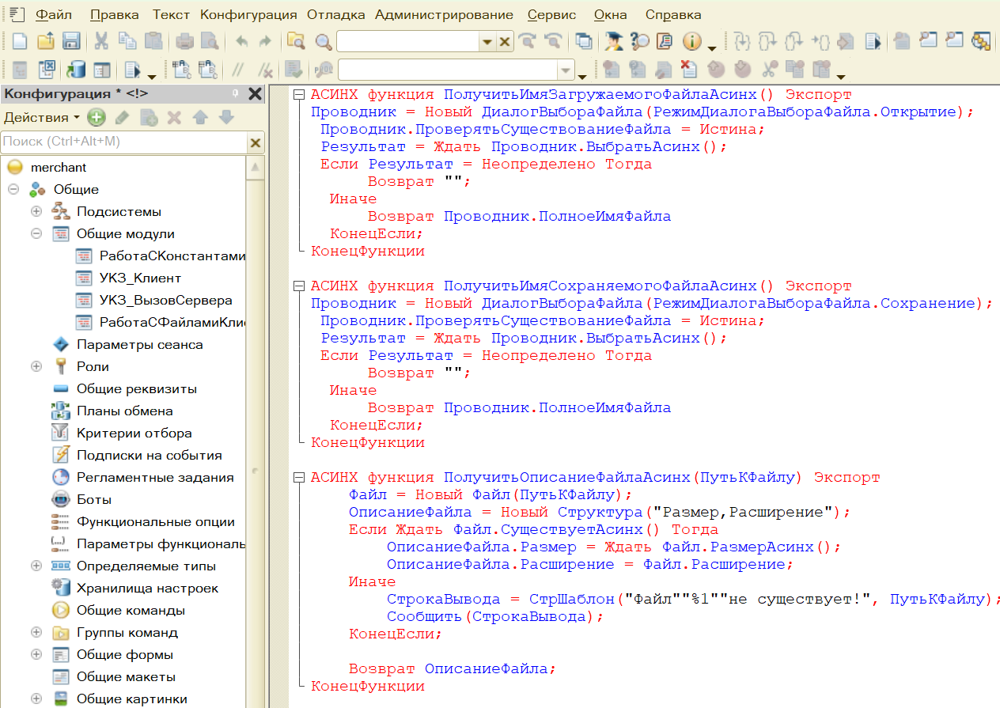 Файл Правка Текст Конфигурация Отладка Администрирование Сервис Окна Справка
Конфигурация * <!>
Действия
Поиск (Ctrl+Alt+M)
merchant
Общие
Подсистемы
Общие модули
РаботаСКонстантами
УКЗ_Клиент
УКЗ_ВызовСервера
РаботаСФайламиКли
Параметры сеанса
Роли
Общие реквизиты
Планы обмена
Критерии отбора
Подписки на события
Регламентные задания
Боты
Функциональные опции
Параметры функциональ
Определяемые типы
Хранилища настроек
Общие команды
Группы команд
Общие формы
Общие макеты
Общие картинки
АСИНХ функция ПолучитьИмяЗагружаемогоФайлаАсинх() Экспорт
Проводник = Новый ДиалогВыбораФайла(РежимДиалогаВыбораФайла.Открытие);
Проводник.ПроверятьСуществованиеФайла = Истина;
Результат = Ждать Проводник.ВыбратьАсинх();
Если Результат = Неопределено Тогда
Возврат "";
Иначе
Возврат Проводник.ПолноеИмяФайла
КонецЕсли;
КонецФункции
АСИНХ функция ПолучитьИмяСохраняемогоФайлаАсинх() Экспорт
Проводник = Новый ДиалогВыбораФайла(РежимДиалогаВыбораФайла.Сохранение);
Проводник.ПроверятьСуществованиеФайла = Истина;
Результат = Ждать Проводник.ВыбратьАсинх();
Если Результат = Неопределено Тогда
Возврат "";
Иначе
Возврат Проводник.ПолноеИмяФайла
КонецЕсли;
КонецФункции
АСИНХ функция ПолучитьОписаниеФайлаАсинх(ПутьКФайлу) Экспорт
Файл = Новый Файл(ПутьКФайлу);
ОписаниеФайла = Новый Структура("Размер,Расширение");
Если Ждать Файл.СуществуетАсинх() Тогда
ОписаниеФайла.Размер = Ждать Файл.РазмерАсинх();
ОписаниеФайла.Расширение = Файл.Расширение;
Иначе
СтрокаВывода = СтрШаблон("Файл""%1""не существует!", ПутьКФайлу);
Сообщить(СтрокаВывода);
КонецЕсли;
Возврат ОписаниеФайла;
КонецФункции